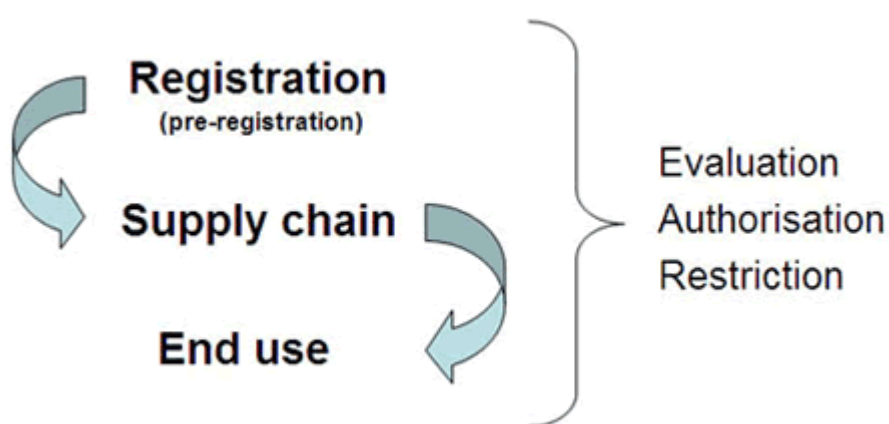 Registration
(pre-registration)
Supply chain
End use
Evaluation
Authorisation
Restriction